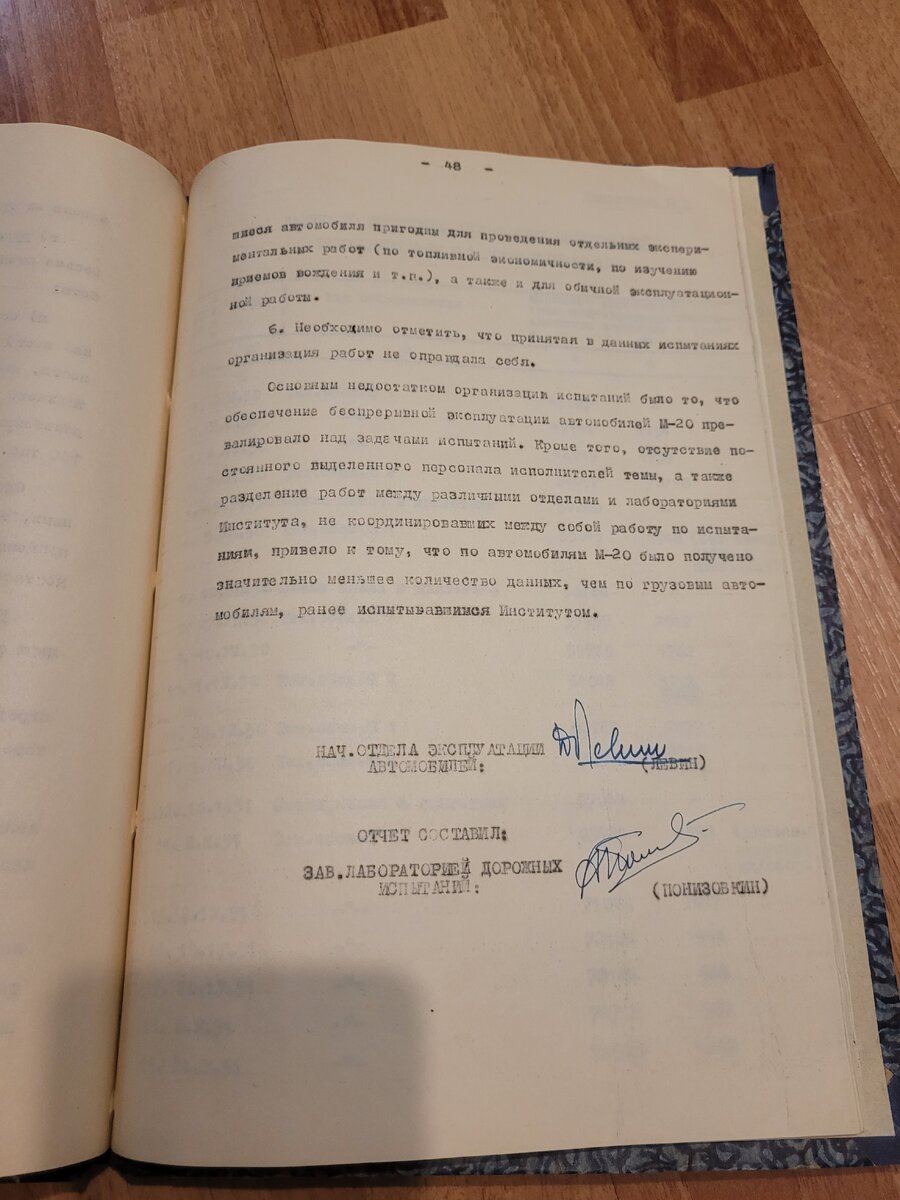 - 48 -
шиеся автомобиля пригодны для проведения отдельных экспери-
ментальных работ (по топливной экономичности, по изучению
приемов вождения и т.п.), а также и для обычной эксплуатацион-
ной работы.
6. Необходимо отметить, что принятая в данных испытаниях
организация работ не оправдала себя.
Основным недостатком организации испытаний было то, что
обеспечение беспрерывной эксплуатации автомобилей М-20 пре-
валировало над задачами испытаний. Кроме того, отсутствие по-
стоянного выделенного персонала исполнителей темы, а также
разделение работ между различными отделами и лабораториями
Института, не координировавших между собой работу по испыта-
ниям, привело к тому, что по автомобилям М-20 было получено
значительно меньшее количество данных, чем по грузовым авто-
мобилям, ранее испытывавшимся Институтом.
НАЧ.ОТДЕЛА ЭКСПЛУАТАЦИИ
АВТОМОБИЛЕЙ: (ЛЕВИН)
ОТЧЕТ СОСТАВИЛ:
ЗАВ.ЛАБОРАТОРИЕЙ ДОРОЖНЫХ
ИСПЫТАНИЙ: (ПОНИЗОВКИН)